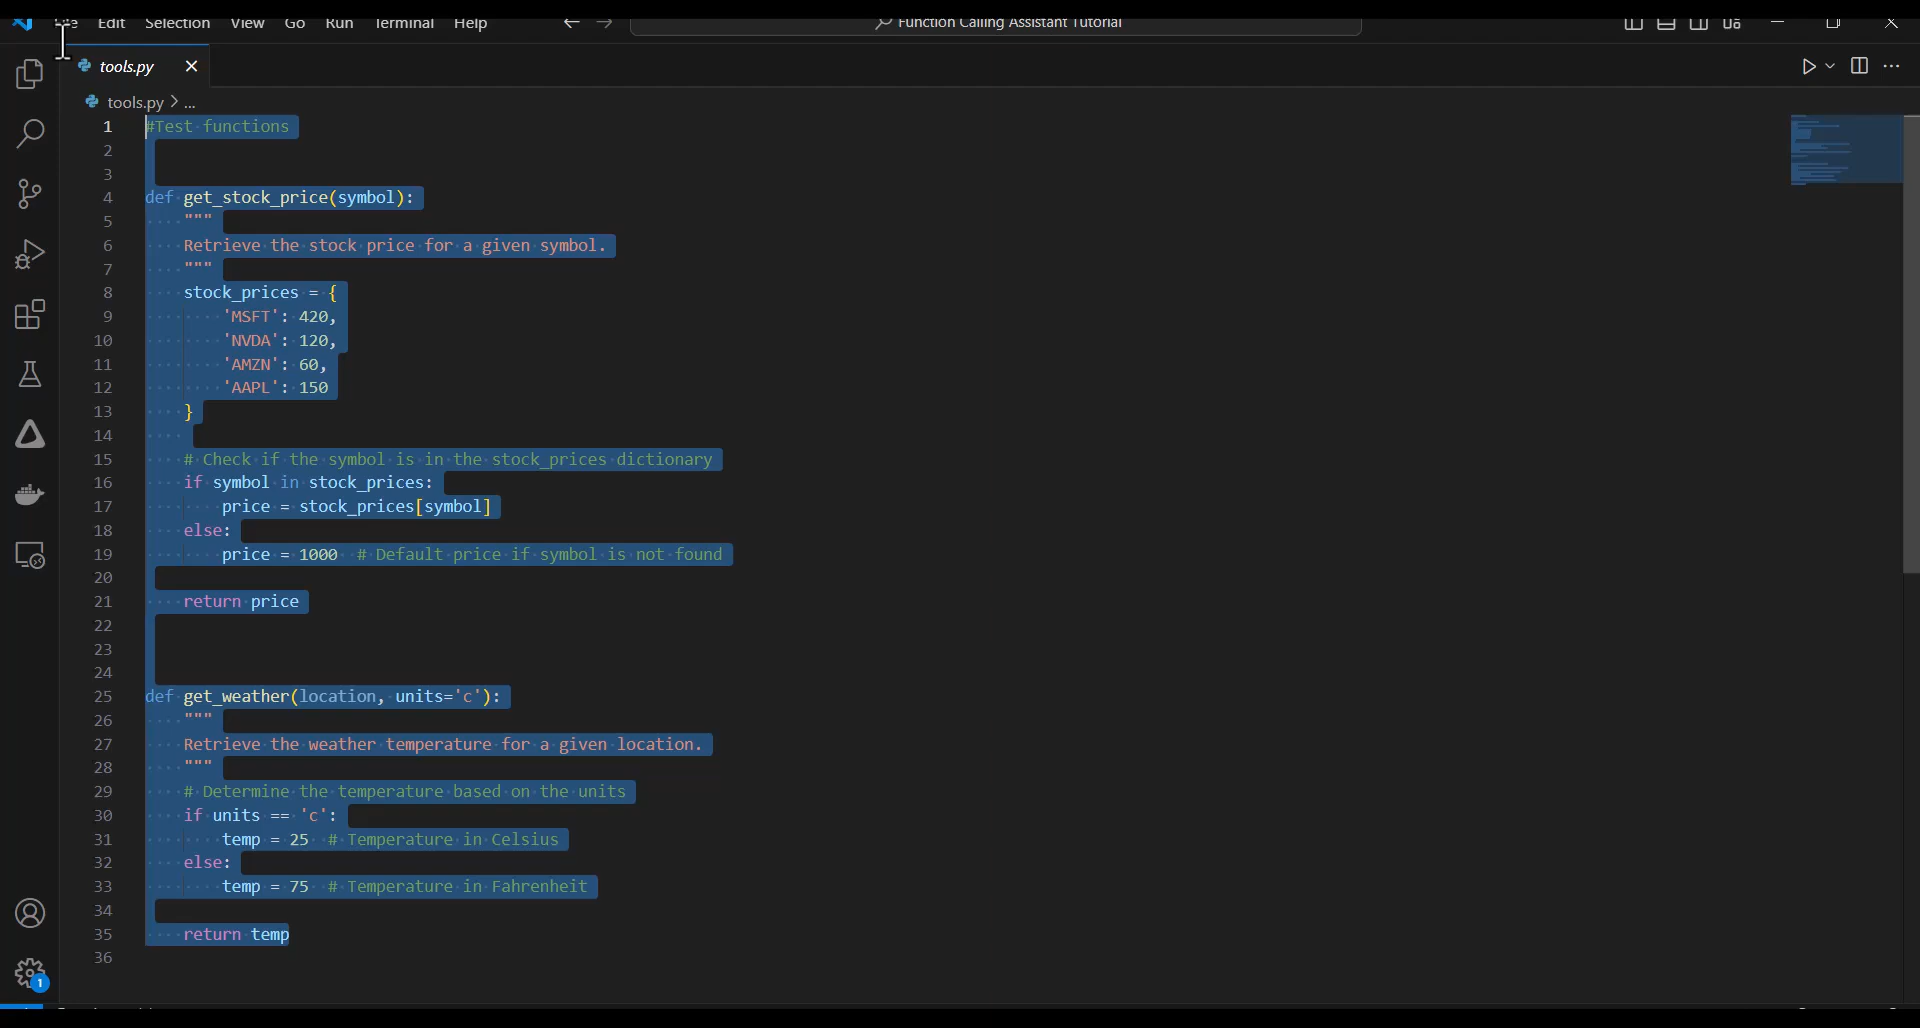 Edit Selection View Go Run Terminal Help
Function Calling Assistant Tutorial
tools.py
tools.py > ...
1 #Test functions
2
3
4 def get_stock_price(symbol):
5 """
6 Retrieve the stock price for a given symbol.
7 """
8 stock_prices = {
9 'MSFT': 420,
10 'NVDA': 120,
11 'AMZN': 60,
12 'AAPL': 150
13 }
14
15 # Check if the symbol is in the stock_prices dictionary
16 if symbol in stock_prices:
17 price = stock_prices[symbol]
18 else:
19 price = 1000 # Default price if symbol is not found
20
21 return price
22
23
24
25 def get_weather(location, units='c'):
26 """
27 Retrieve the weather temperature for a given location.
28 """
29 # Determine the temperature based on the units
30 if units == 'c':
31 temp = 25 # Temperature in Celsius
32 else:
33 temp = 75 # Temperature in Fahrenheit
34
35 return temp
36
1